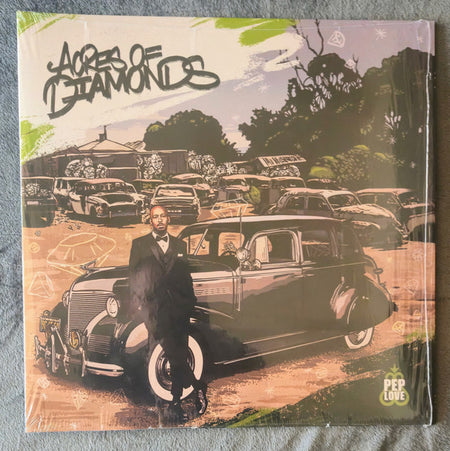 ACRES OF
DIAMONDS
PEP
LOVE